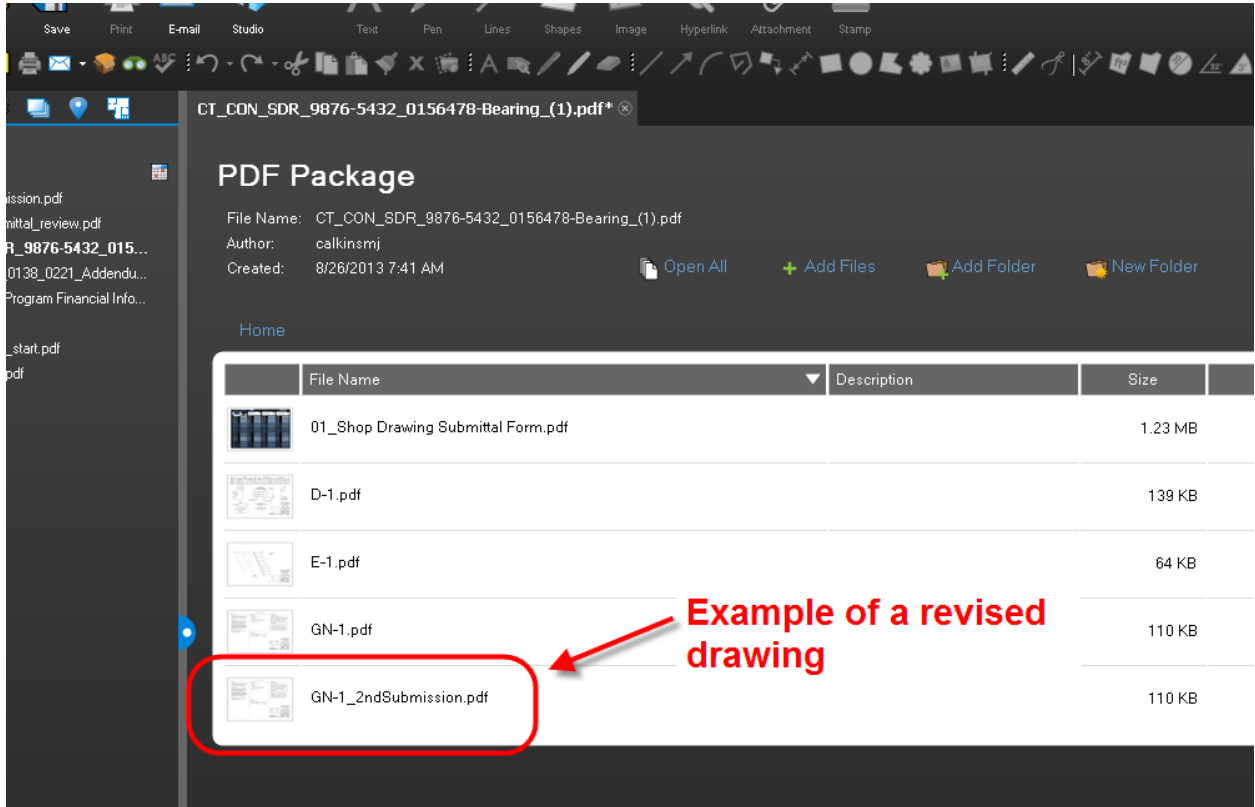 Save Print E-mail Studio Text Pen Lines Shapes Image Hyperlink Attachment Stamp
CT_CON_SDR_9876-5432_0156478-Bearing_(1).pdf*
ission.pdf
mittal_review.pdf
R_9876-5432_015...
_0138_0221_Addendu...
Program Financial Info...
_start.pdf
pdf
PDF Package
File Name: CT_CON_SDR_9876-5432_0156478-Bearing_(1).pdf
Author: calkinsmj
Created: 8/26/2013 7:41 AM
Open All Add Files Add Folder New Folder
Home
File Name Description Size
01_Shop Drawing Submittal Form.pdf 1.23 MB
D-1.pdf 139 KB
E-1.pdf 64 KB
GN-1.pdf 110 KB
GN-1_2ndSubmission.pdf 110 KB
Example of a revised
drawing